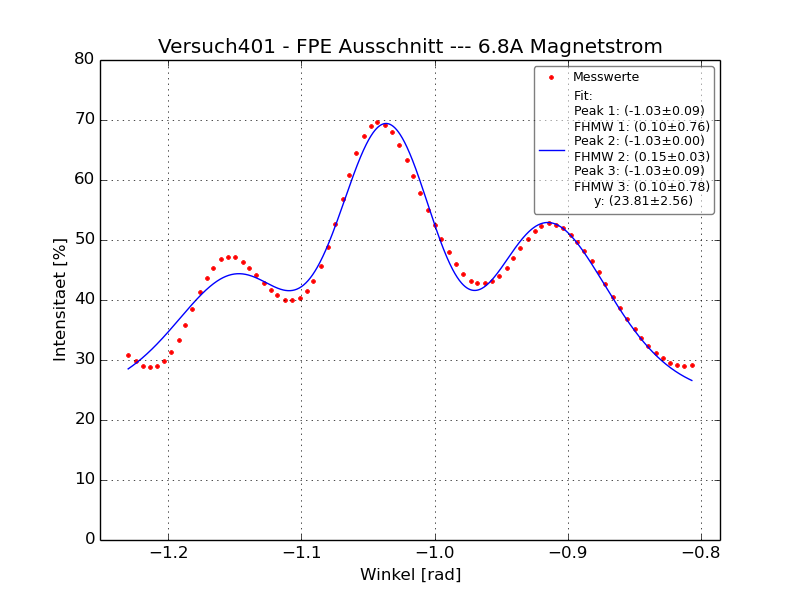 Versuch401 - FPE Ausschnitt --- 6.8A Magnetstrom
Messwerte
Fit:
Peak 1: (-1.03±0.09)
FHMW 1: (0.10±0.76)
Peak 2: (-1.03±0.00)
FHMW 2: (0.15±0.03)
Peak 3: (-1.03±0.09)
FHMW 3: (0.10±0.78)
y: (23.81±2.56)
Intensitaet [%]
80
70
60
50
40
30
20
10
0
−1.2 −1.1 −1.0 −0.9 −0.8
Winkel [rad]